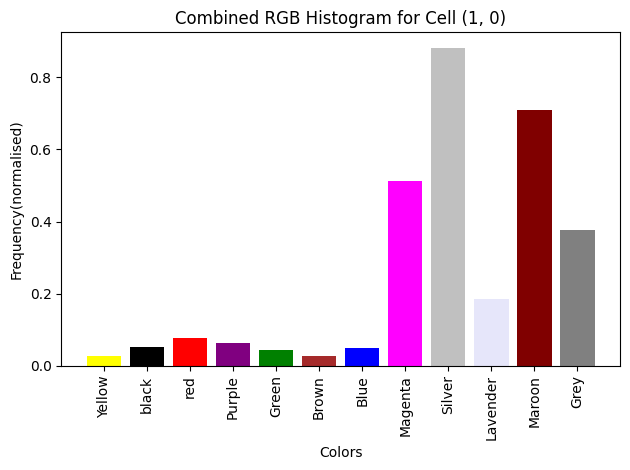 Combined RGB Histogram for Cell (1, 0)
Frequency(normalised)
0.8
0.6
0.4
0.2
0.0
Yellow
black
red
Purple
Green
Brown
Blue
Magenta
Silver
Lavender
Maroon
Grey
Colors